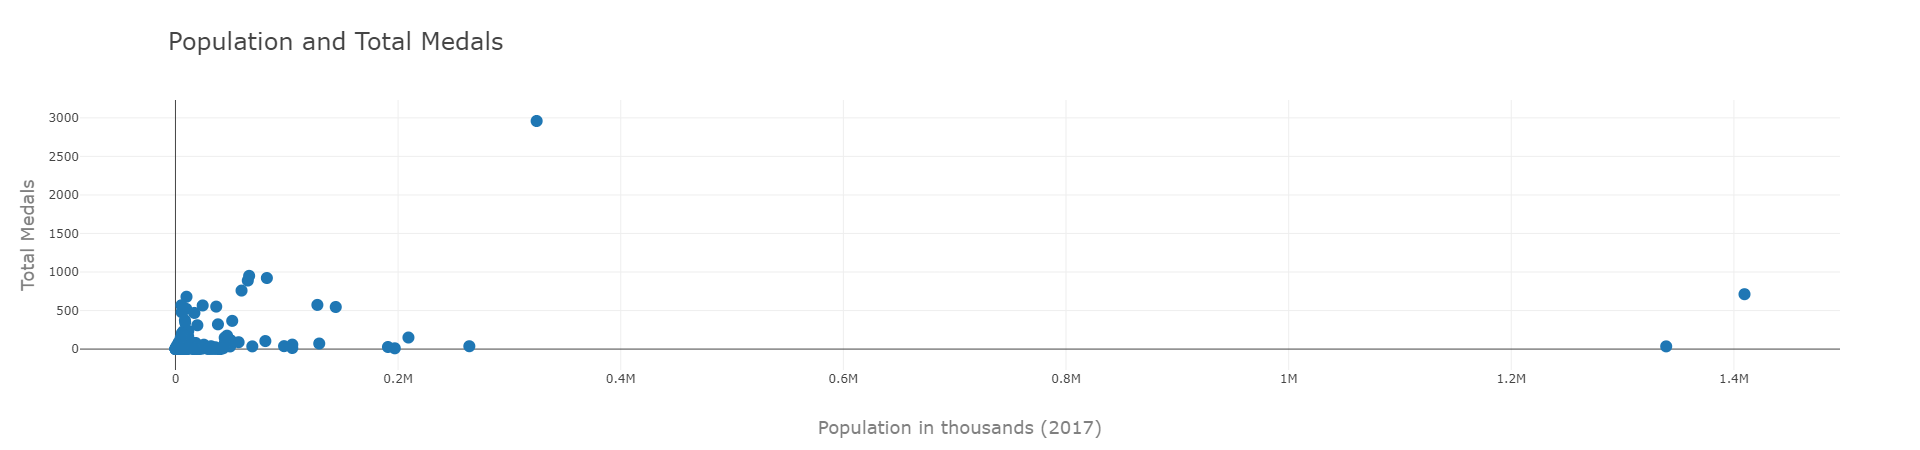 Population and Total Medals
3000
2500
2000
1500
1000
500
0
Total Medals
0
0.2M
0.4M
0.6M
0.8M
1M
1.2M
1.4M
Population in thousands (2017)